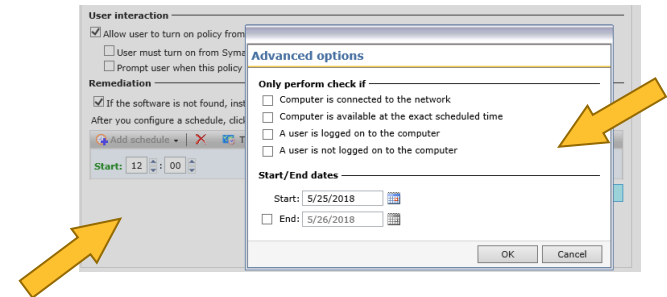 User interaction
Allow user to turn on policy from
User must turn on from Syma
Prompt user when this policy
Remediation
If the software is not found, inst
After you configure a schedule, clic
Add schedule
T
Start: 12 : 00
Advanced options
Only perform check if
Computer is connected to the network
Computer is available at the exact scheduled time
A user is logged on to the computer
A user is not logged on to the computer
Start/End dates
Start: 5/25/2018
End: 5/26/2018
OK Cancel